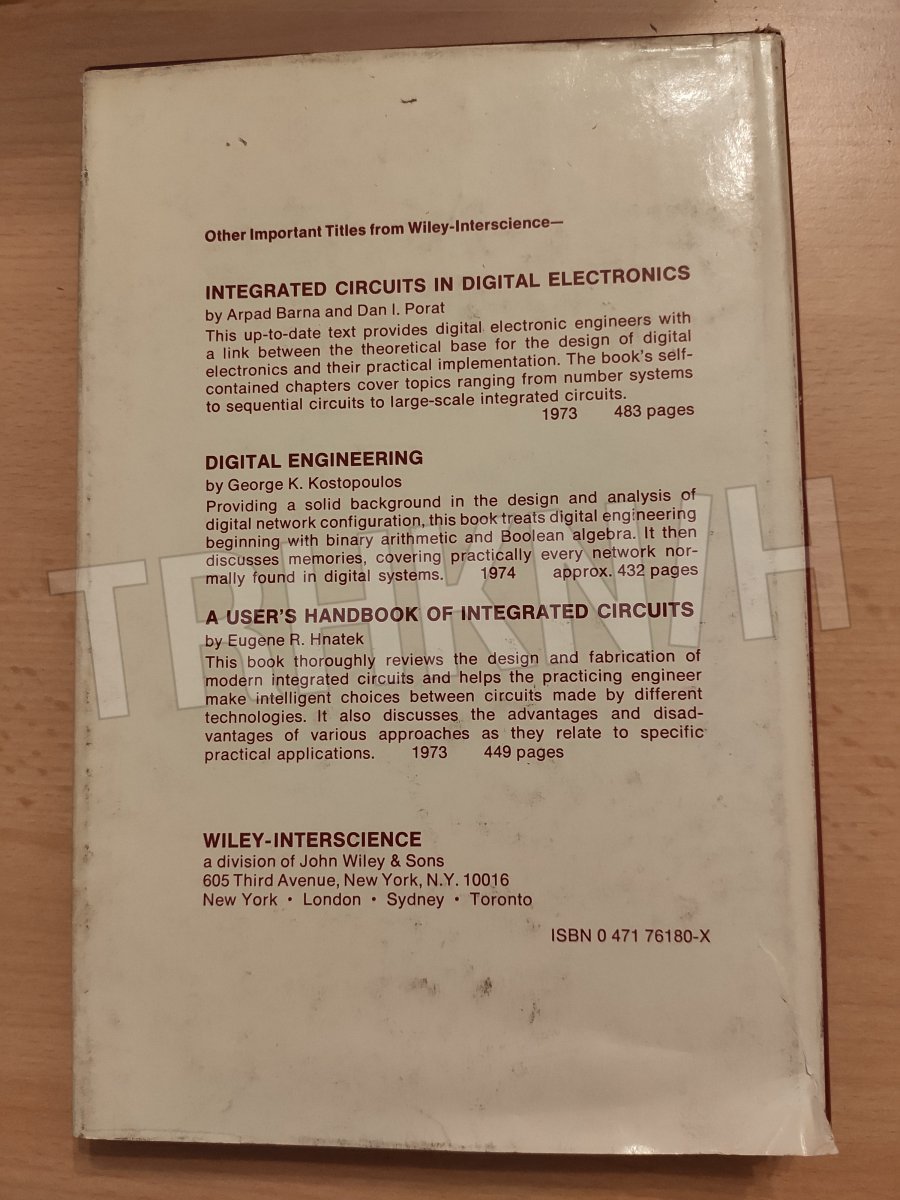 Other Important Titles from Wiley-Interscience—
INTEGRATED CIRCUITS IN DIGITAL ELECTRONICS
by Arpad Barna and Dan I. Porat
This up-to-date text provides digital electronic engineers with
a link between the theoretical base for the design of digital
electronics and their practical implementation. The book's self-
contained chapters cover topics ranging from number systems
to sequential circuits to large-scale integrated circuits.
1973 483 pages
DIGITAL ENGINEERING
by George K. Kostopoulos
Providing a solid background in the design and analysis of
digital network configuration, this book treats digital engineering
beginning with binary arithmetic and Boolean algebra. It then
discusses memories, covering practically every network nor-
mally found in digital systems. 1974 approx. 432 pages
TRHKNVH
A USER'S HANDBOOK OF INTEGRATED CIRCUITS
by Eugene R. Hnatek
This book thoroughly reviews the design and fabrication of
modern integrated circuits and helps the practicing engineer
make intelligent choices between circuits made by different
technologies. It also discusses the advantages and disad-
vantages of various approaches as they relate to specific
practical applications. 1973 449 pages
WILEY-INTERSCIENCE
a division of John Wiley & Sons
605 Third Avenue, New York, N.Y. 10016
New York • London • Sydney • Toronto
ISBN 0 471 76180-X